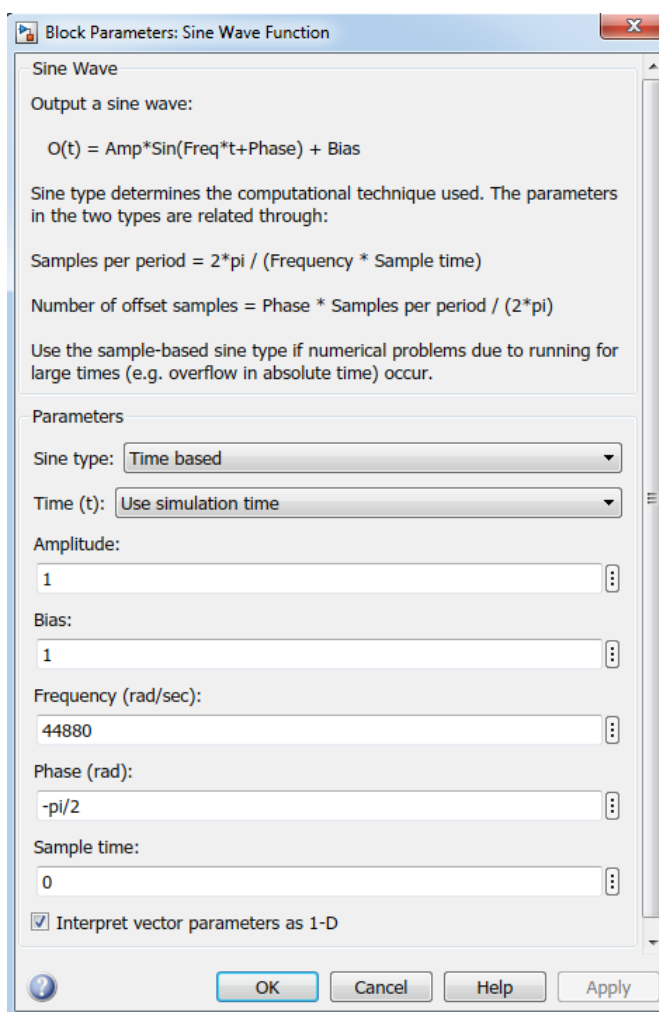 Block Parameters: Sine Wave Function
Sine Wave
Output a sine wave:
O(t) = Amp*Sin(Freq*t+Phase) + Bias
Sine type determines the computational technique used. The parameters
in the two types are related through:
Samples per period = 2*pi / (Frequency * Sample time)
Number of offset samples = Phase * Samples per period / (2*pi)
Use the sample-based sine type if numerical problems due to running for
large times (e.g. overflow in absolute time) occur.
Parameters
Sine type: Time based
Time (t): Use simulation time
Amplitude:
1
Bias:
1
Frequency (rad/sec):
44880
Phase (rad):
-pi/2
Sample time:
0
Interpret vector parameters as 1-D
OK Cancel Help Apply